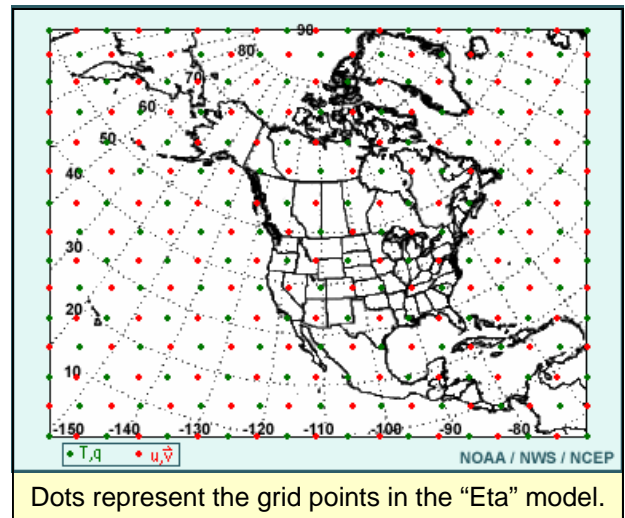 90
80
70
60
50
40
30
20
10
-150 -140 -130 -120 -110 -100 -90 -80
T,q u,v⃗
NOAA / NWS / NCEP
Dots represent the grid points in the “Eta” model.